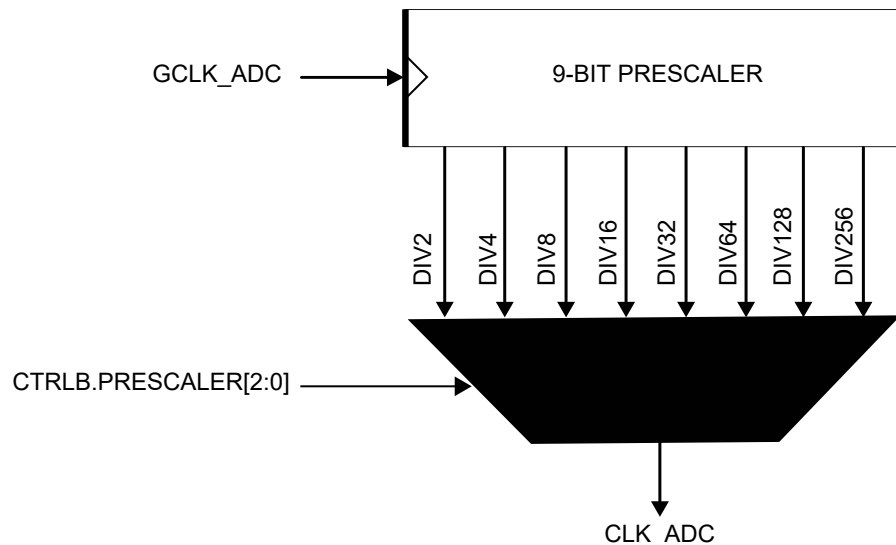 GCLK_ADC
9-BIT PRESCALER
DIV2
DIV4
DIV8
DIV16
DIV32
DIV64
DIV128
DIV256
CTRLB.PRESCALER[2:0]
CLK_ADC